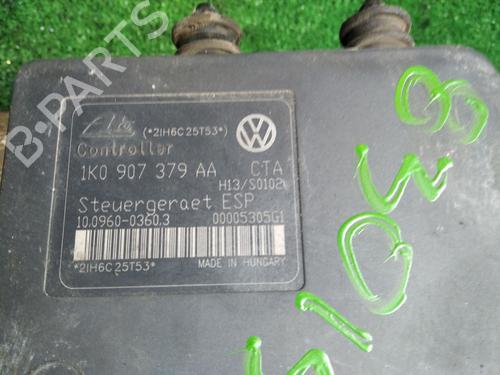 B-PARTS
Ate (*2IH6C25T53*)
Controller
1K0 907 379 AA CTA
H13/S0102
Steuergeraet ESP
10.0960-0360.3 00005305G1
*2IH6C25T53* MADE IN HUNGARY